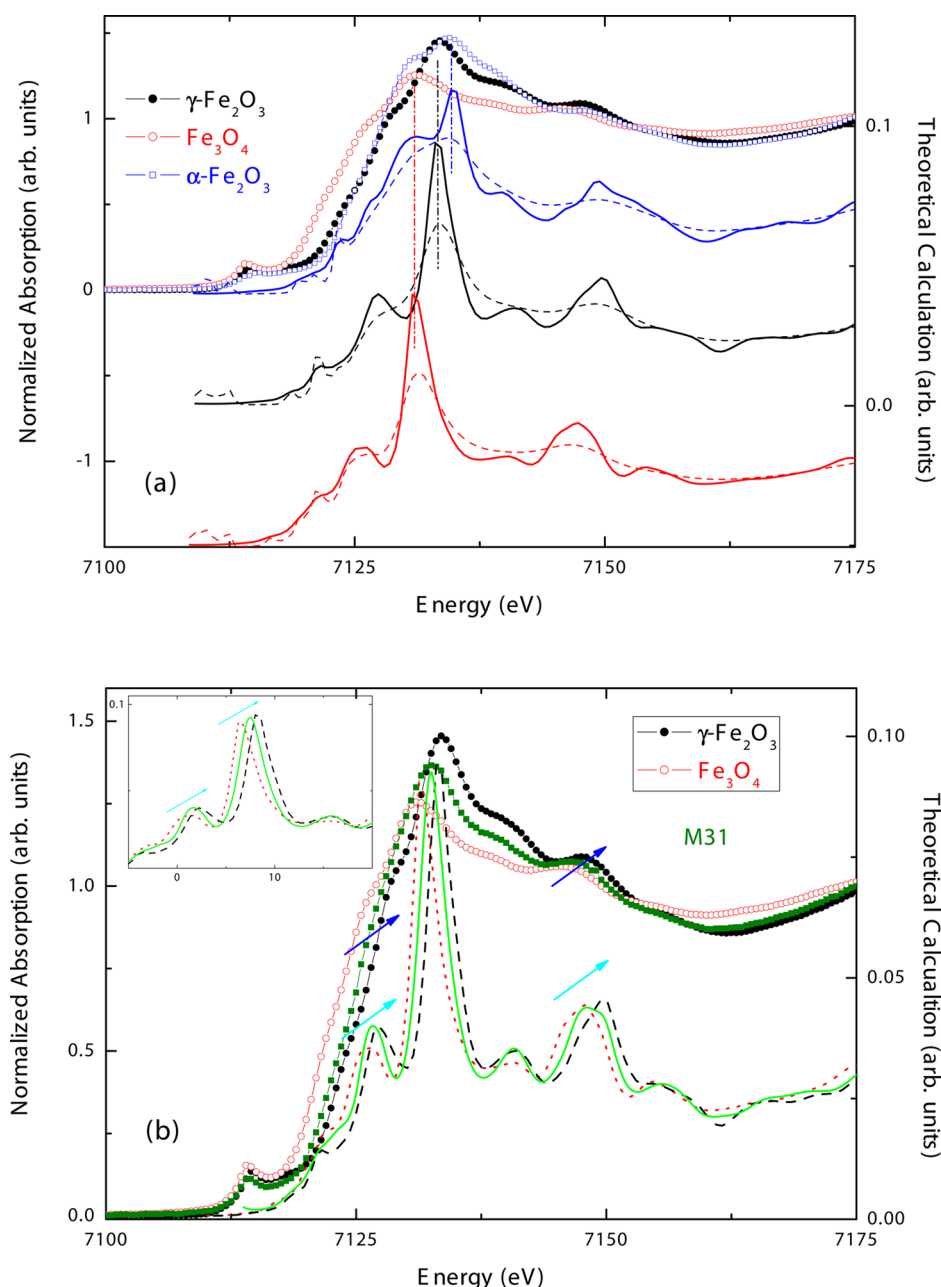 γ-Fe2O3
Fe3O4
α-Fe2O3
(a)
Normalized Absorption (arb. units)
1
0
-1
Theoretical Calculation (arb. units)
0.1
0.0
7100 7125 7150 7175
Energy (eV)
0.1
0 10
γ-Fe2O3
Fe3O4
M31
(b)
Normalized Absorption (arb. units)
1.5
1.0
0.5
0.0
Theoretical Calcualtion (arb. units)
0.10
0.05
0.00
7100 7125 7150 7175
Energy (eV)